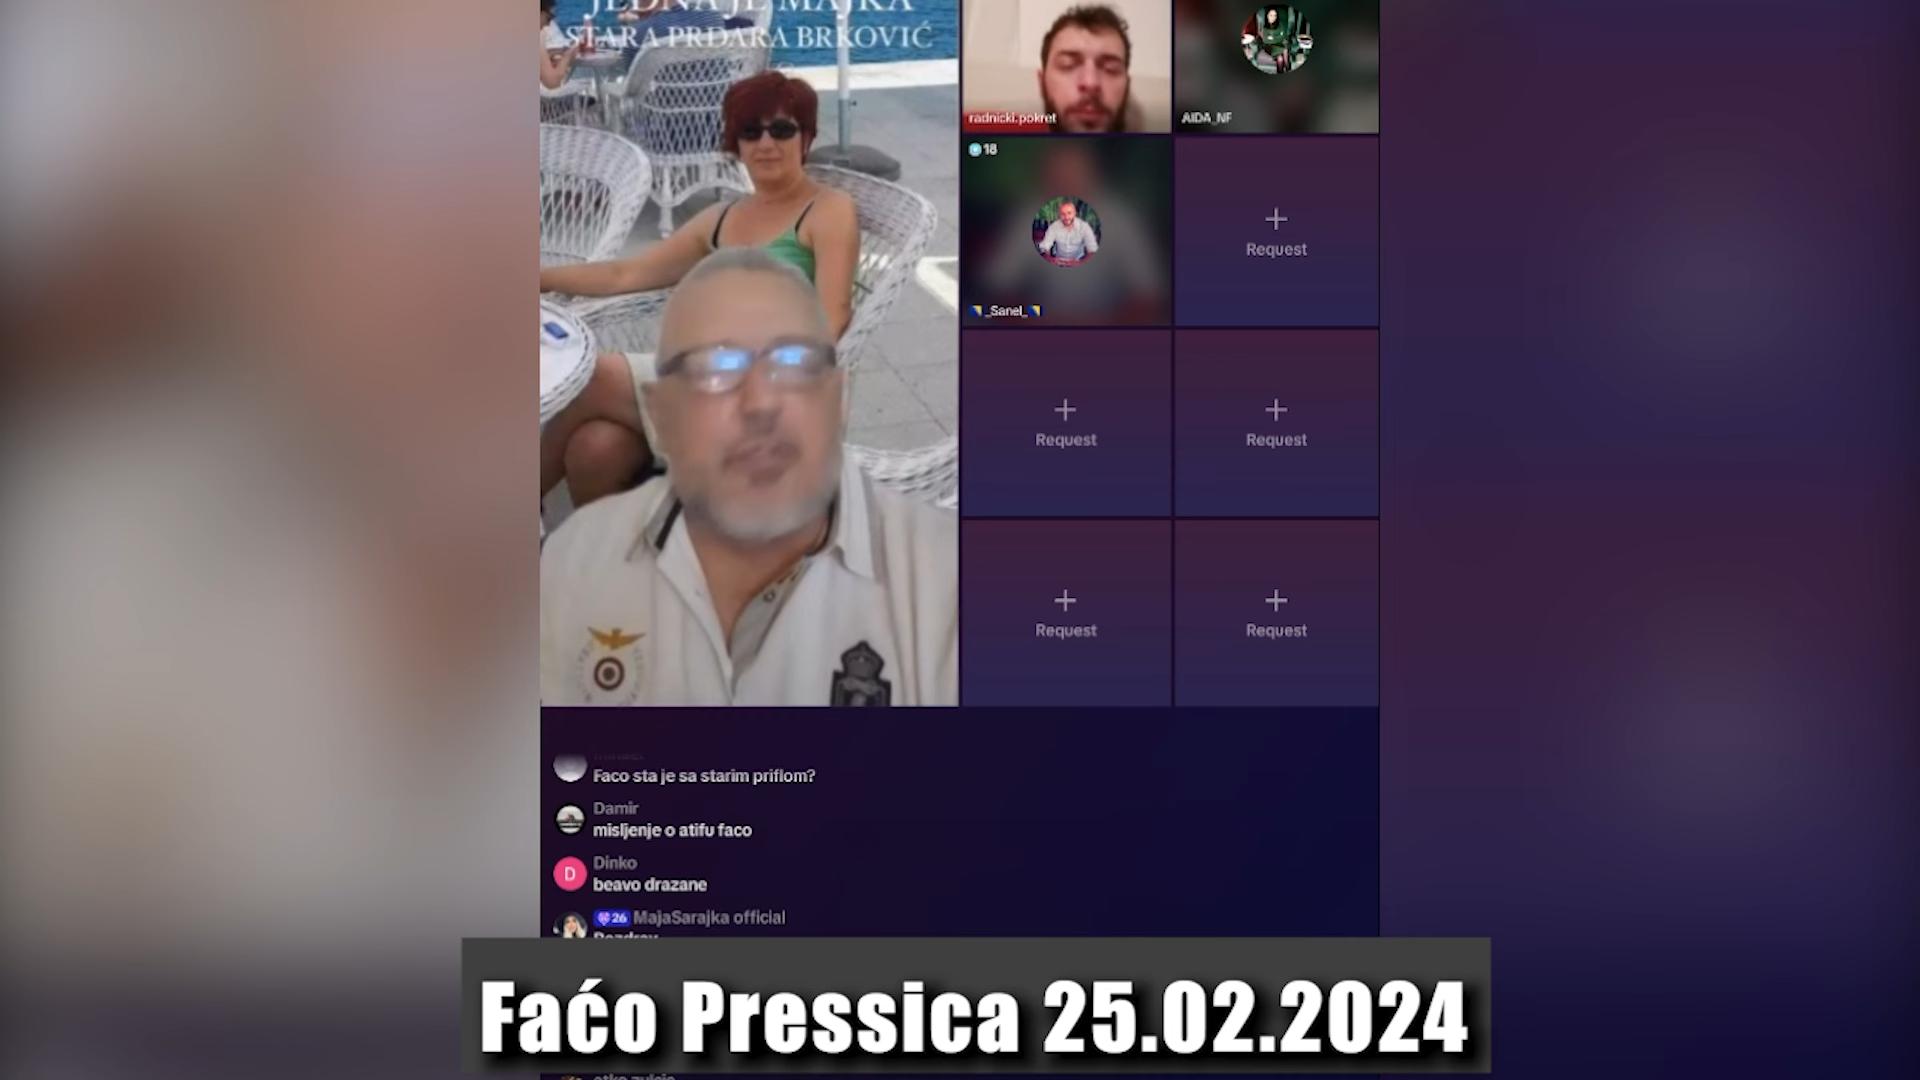 JEDNA JE MAJKA
STARA PRDARA BRKOVIĆ
radnicki.pokret
AIDA_NF
18
_Sanel_
Request
Request
Request
Request
Request
Faco sta je sa starim priflom?
Damir
misljenje o atifu faco
Dinko
D
beavo drazane
26 MajaSarajka official
Pozdrav
Faćo Pressica 25.02.2024